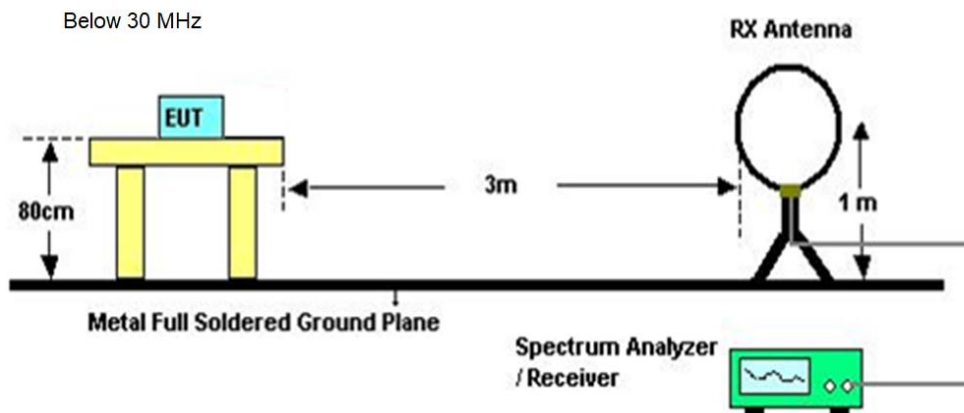 Below 30 MHz
RX Antenna
EUT
3m
80cm
1 m
Metal Full Soldered Ground Plane
Spectrum Analyzer
/ Receiver